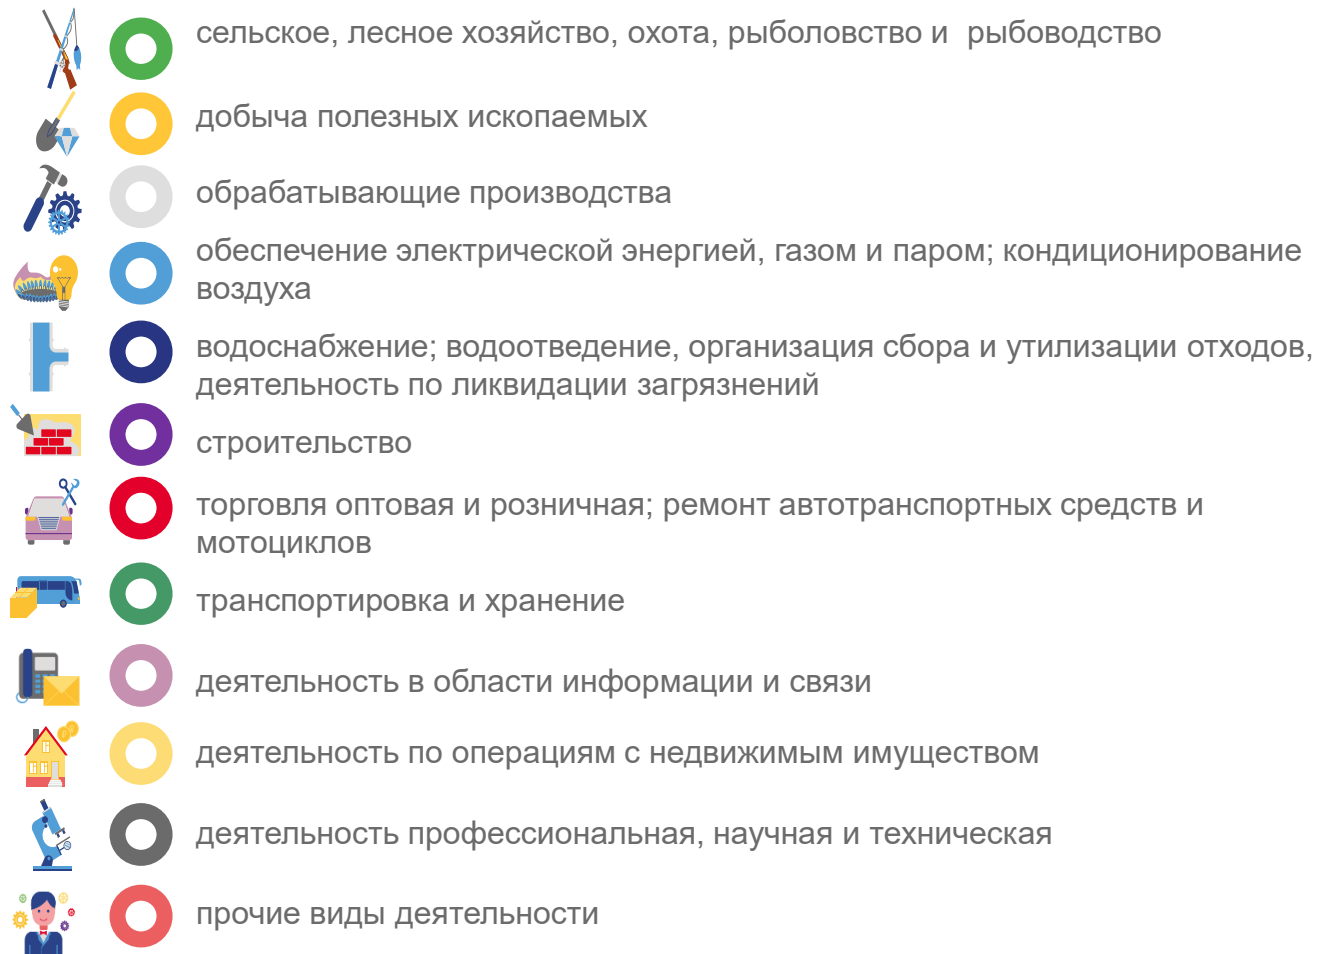 сельское, лесное хозяйство, охота, рыболовство и рыбоводство
добыча полезных ископаемых
обрабатывающие производства
обеспечение электрической энергией, газом и паром; кондиционирование
воздуха
водоснабжение; водоотведение, организация сбора и утилизации отходов,
деятельность по ликвидации загрязнений
строительство
торговля оптовая и розничная; ремонт автотранспортных средств и
мотоциклов
транспортировка и хранение
деятельность в области информации и связи
деятельность по операциям с недвижимым имуществом
деятельность профессиональная, научная и техническая
прочие виды деятельности